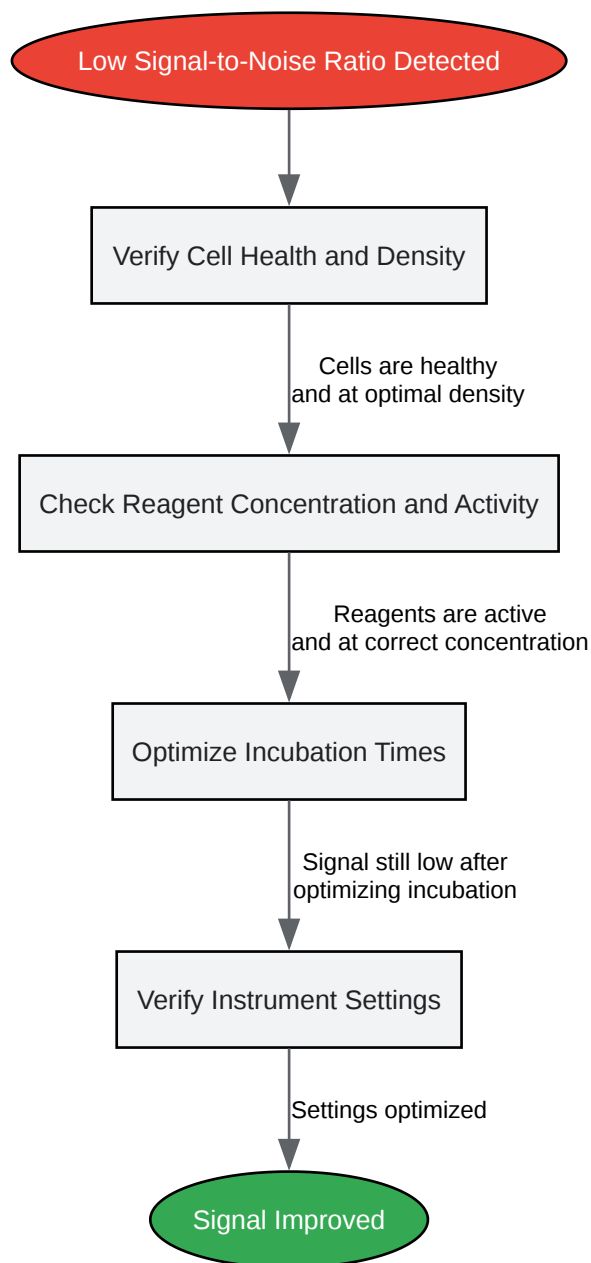 Low Signal-to-Noise Ratio Detected
Verify Cell Health and Density
Cells are healthy
and at optimal density
Check Reagent Concentration and Activity
Reagents are active
and at correct concentration
Optimize Incubation Times
Signal still low after
optimizing incubation
Verify Instrument Settings
Settings optimized
Signal Improved